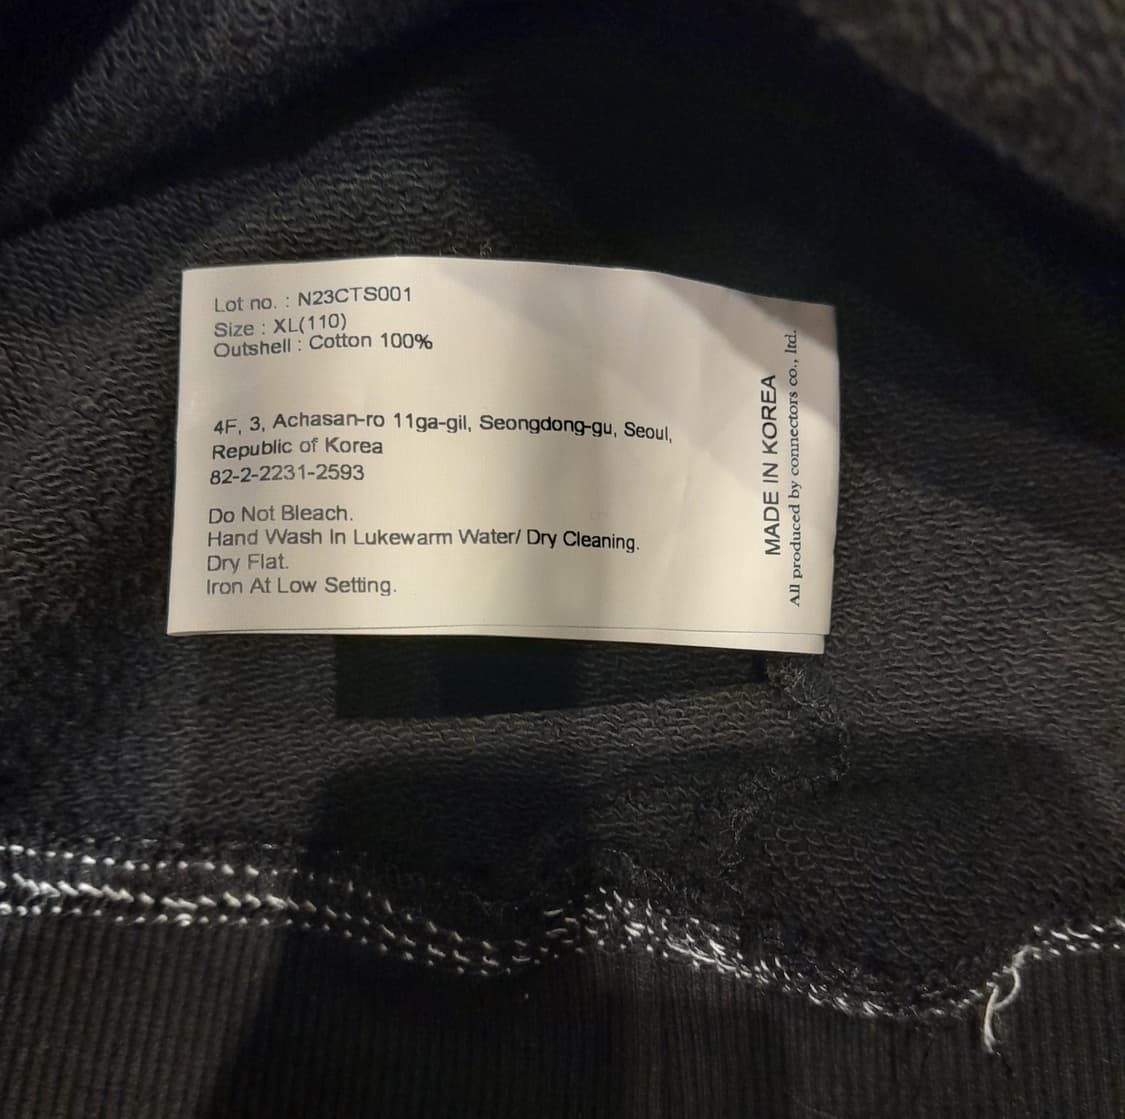 Lot no. : N23CTS001
Size : XL(110)
Outshell : Cotton 100%
4F, 3, Achasan-ro 11ga-gil, Seongdong-gu, Seoul,
Republic of Korea
82-2-2231-2593
Do Not Bleach.
Hand Wash In Lukewarm Water/ Dry Cleaning.
Dry Flat.
Iron At Low Setting.
MADE IN KOREA
All produced by connectors co., ltd.